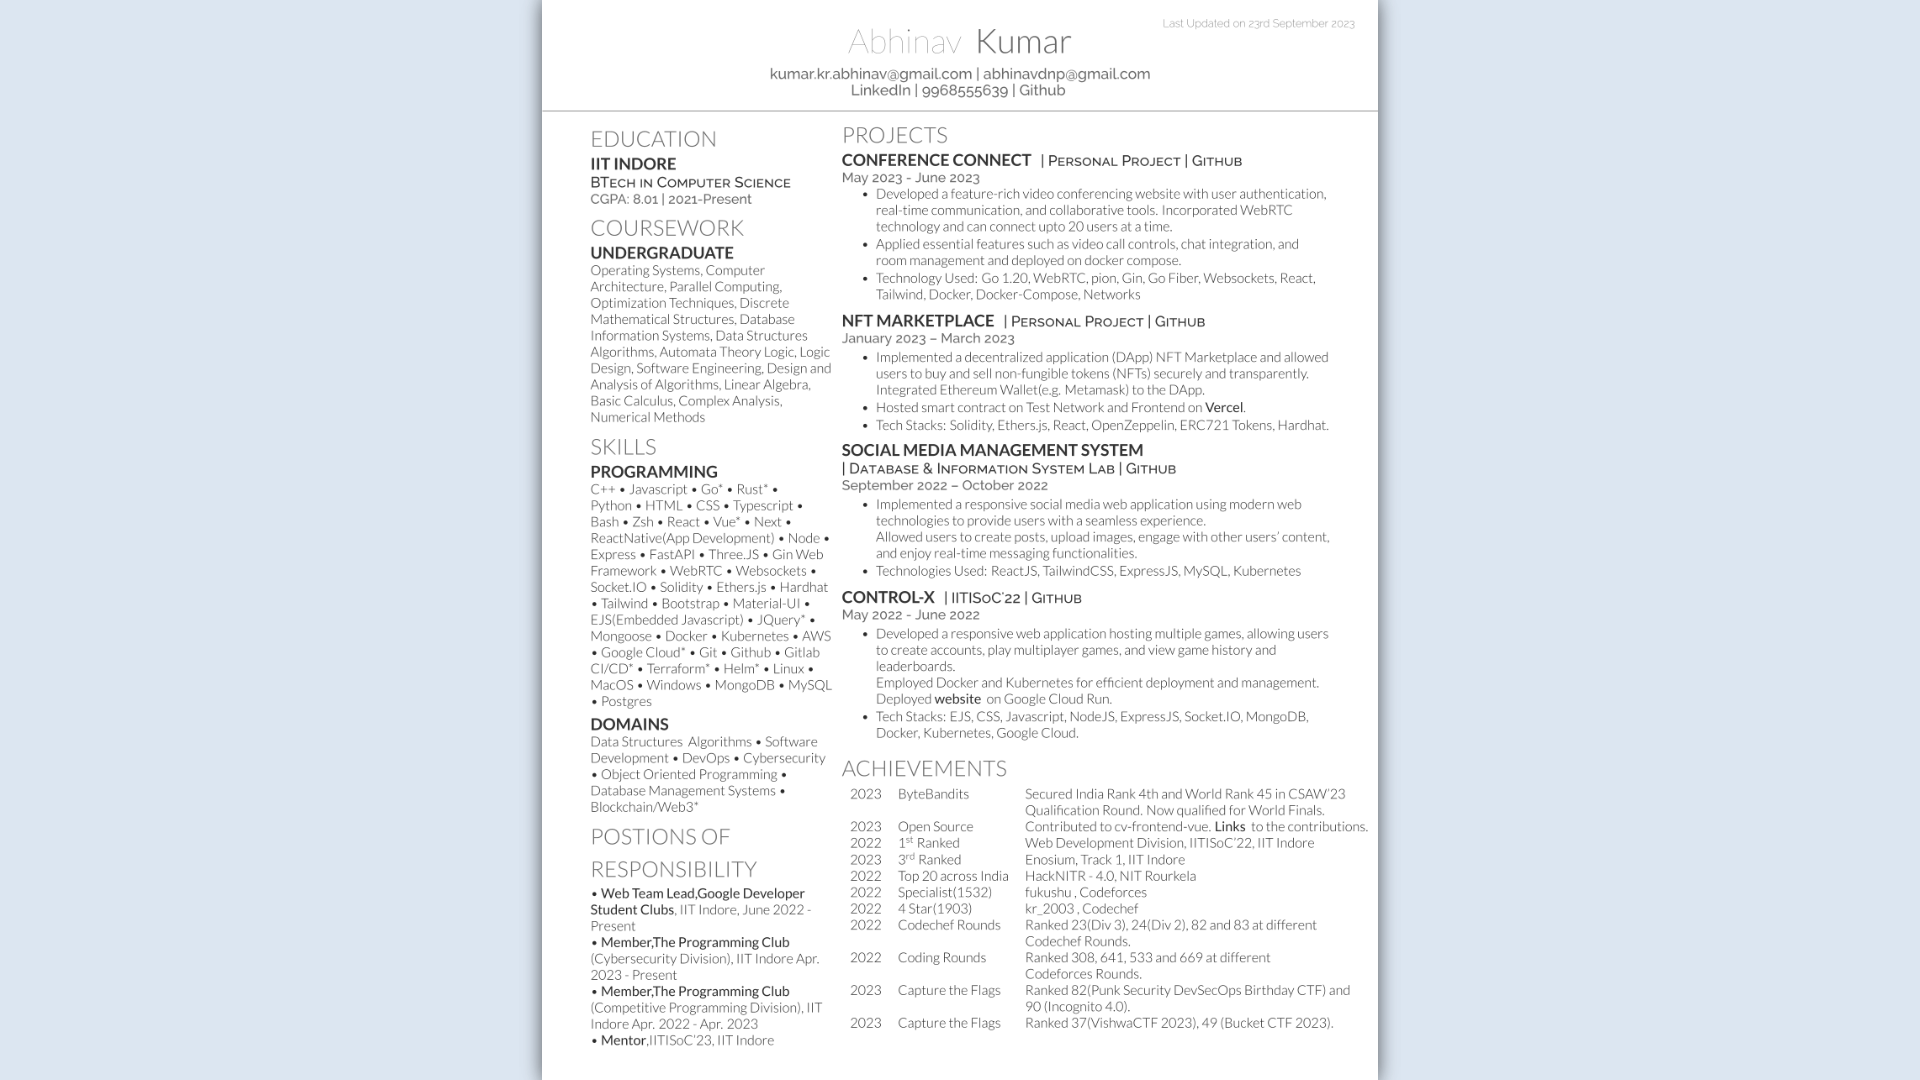 Last Updated on 23rd September 2023
Abhinav Kumar
kumar.kr.abhinav@gmail.com | abhinavdnp@gmail.com
LinkedIn | 9968555639 | Github
EDUCATION
IIT INDORE
BTech in Computer Science
CGPA: 8.01 | 2021-Present
COURSEWORK
UNDERGRADUATE
Operating Systems, Computer
Architecture, Parallel Computing,
Optimization Techniques, Discrete
Mathematical Structures, Database
Information Systems, Data Structures
Algorithms, Automata Theory Logic, Logic
Design, Software Engineering, Design and
Analysis of Algorithms, Linear Algebra,
Basic Calculus, Complex Analysis,
Numerical Methods
SKILLS
PROGRAMMING
C++ • Javascript • Go* • Rust* •
Python • HTML • CSS • Typescript •
Bash • Zsh • React • Vue* • Next •
ReactNative(App Development) • Node •
Express • FastAPI • Three.JS • Gin Web
Framework • WebRTC • Websockets •
Socket.IO • Solidity • Ethers.js • Hardhat
• Tailwind • Bootstrap • Material-UI •
EJS(Embedded Javascript) • JQuery* •
Mongoose • Docker • Kubernetes • AWS
• Google Cloud* • Git • Github • Gitlab
CI/CD* • Terraform* • Helm* • Linux •
MacOS • Windows • MongoDB • MySQL
• Postgres
DOMAINS
Data Structures Algorithms • Software
Development • DevOps • Cybersecurity
• Object Oriented Programming •
Database Management Systems •
Blockchain/Web3*
POSTIONS OF
RESPONSIBILITY
• Web Team Lead,Google Developer
Student Clubs, IIT Indore, June 2022 -
Present
• Member,The Programming Club
(Cybersecurity Division), IIT Indore Apr.
2023 - Present
• Member,The Programming Club
(Competitive Programming Division), IIT
Indore Apr. 2022 - Apr. 2023
• Mentor,IITISoC'23, IIT Indore
PROJECTS
CONFERENCE CONNECT | Personal Project | Github
May 2023 - June 2023
• Developed a feature-rich video conferencing website with user authentication,
real-time communication, and collaborative tools. Incorporated WebRTC
technology and can connect upto 20 users at a time.
• Applied essential features such as video call controls, chat integration, and
room management and deployed on docker compose.
• Technology Used: Go 1.20, WebRTC, pion, Gin, Go Fiber, Websockets, React,
Tailwind, Docker, Docker-Compose, Networks
NFT MARKETPLACE | Personal Project | Github
January 2023 – March 2023
• Implemented a decentralized application (DApp) NFT Marketplace and allowed
users to buy and sell non-fungible tokens (NFTs) securely and transparently.
Integrated Ethereum Wallet(e.g. Metamask) to the DApp.
• Hosted smart contract on Test Network and Frontend on Vercel.
• Tech Stacks: Solidity, Ethers.js, React, OpenZeppelin, ERC721 Tokens, Hardhat.
SOCIAL MEDIA MANAGEMENT SYSTEM
| Database & Information System Lab | Github
September 2022 – October 2022
• Implemented a responsive social media web application using modern web
technologies to provide users with a seamless experience.
Allowed users to create posts, upload images, engage with other users' content,
and enjoy real-time messaging functionalities.
• Technologies Used: ReactJS, TailwindCSS, ExpressJS, MySQL, Kubernetes
CONTROL-X | IITISoC'22 | Github
May 2022 - June 2022
• Developed a responsive web application hosting multiple games, allowing users
to create accounts, play multiplayer games, and view game history and
leaderboards.
Employed Docker and Kubernetes for efficient deployment and management.
Deployed website on Google Cloud Run.
• Tech Stacks: EJS, CSS, Javascript, NodeJS, ExpressJS, Socket.IO, MongoDB,
Docker, Kubernetes, Google Cloud.
ACHIEVEMENTS
2023 ByteBandits Secured India Rank 4th and World Rank 45 in CSAW'23
Qualification Round. Now qualified for World Finals.
2023 Open Source Contributed to cv-frontend-vue. Links to the contributions.
2022 1st Ranked Web Development Division, IITISoC'22, IIT Indore
2023 3rd Ranked Enosium, Track 1, IIT Indore
2022 Top 20 across India HackNITR - 4.0, NIT Rourkela
2022 Specialist(1532) fukushu , Codeforces
2022 4 Star(1903) kr_2003 , Codechef
2022 Codechef Rounds Ranked 23(Div 3), 24(Div 2), 82 and 83 at different
Codechef Rounds.
2022 Coding Rounds Ranked 308, 641, 533 and 669 at different
Codeforces Rounds.
2023 Capture the Flags Ranked 82(Punk Security DevSecOps Birthday CTF) and
90 (Incognito 4.0).
2023 Capture the Flags Ranked 37(VishwaCTF 2023), 49 (Bucket CTF 2023).